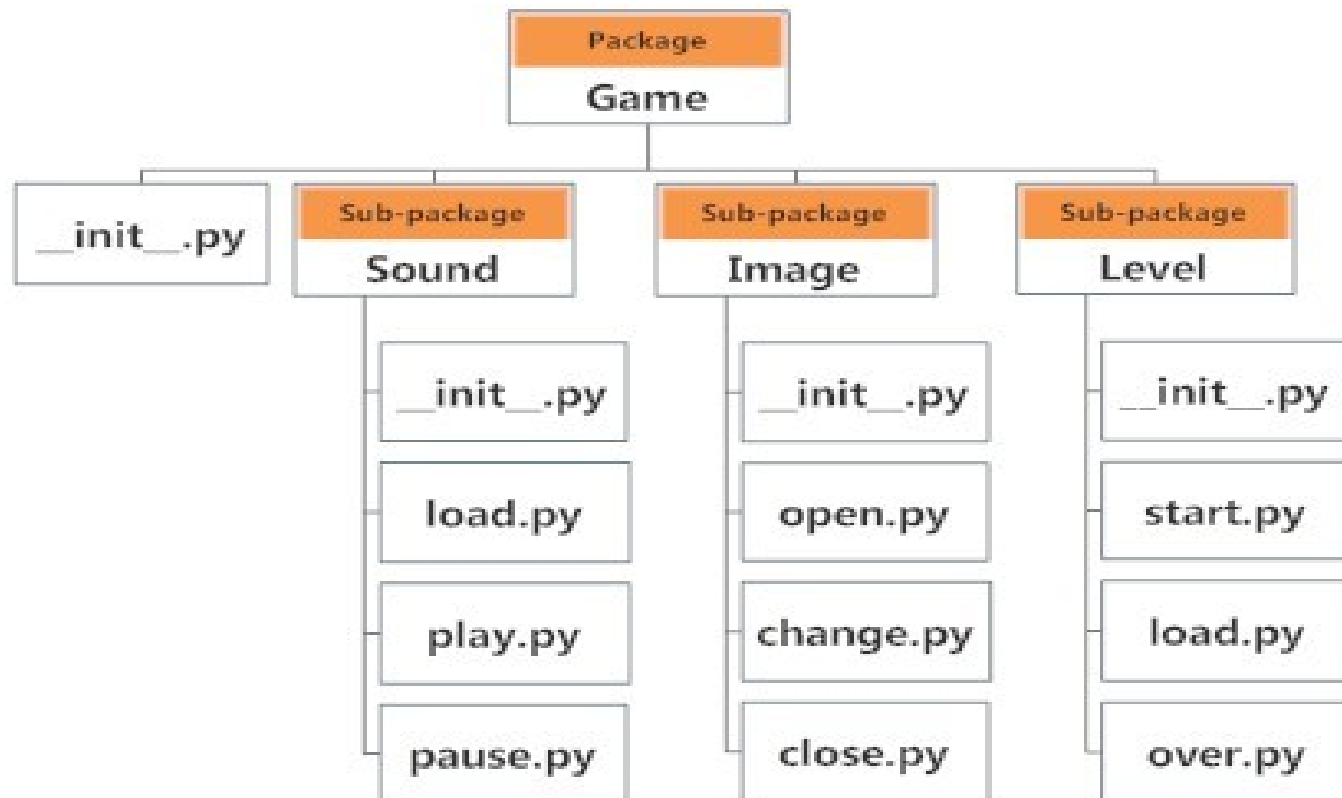 Package
Game
__init__.py
Sub-package
Sound
__init__.py
load.py
play.py
pause.py
Sub-package
Image
__init__.py
open.py
change.py
close.py
Sub-package
Level
__init__.py
start.py
load.py
over.py